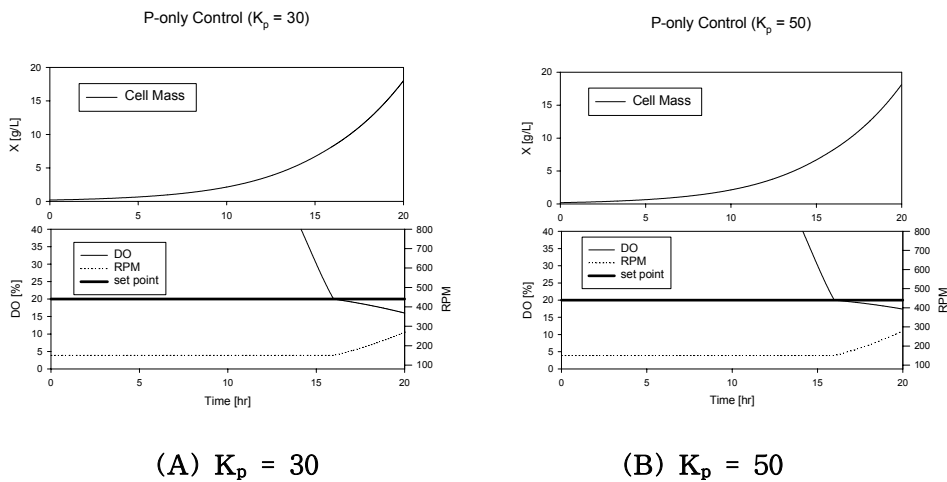 P-only Control (Kp = 30)
20
15
10
5
0
X [g/L]
Cell Mass
0 5 10 15 20
40
35
30
25
20
15
10
5
0
DO [%]
DO
RPM
set point
800
700
600
500
400
300
200
100
RPM
0 5 10 15 20
Time [hr]
(A) Kp = 30
P-only Control (Kp = 50)
20
15
10
5
0
X [g/L]
Cell Mass
0 5 10 15 20
40
35
30
25
20
15
10
5
0
DO [%]
DO
RPM
set point
800
700
600
500
400
300
200
100
RPM
0 5 10 15 20
Time [hr]
(B) Kp = 50